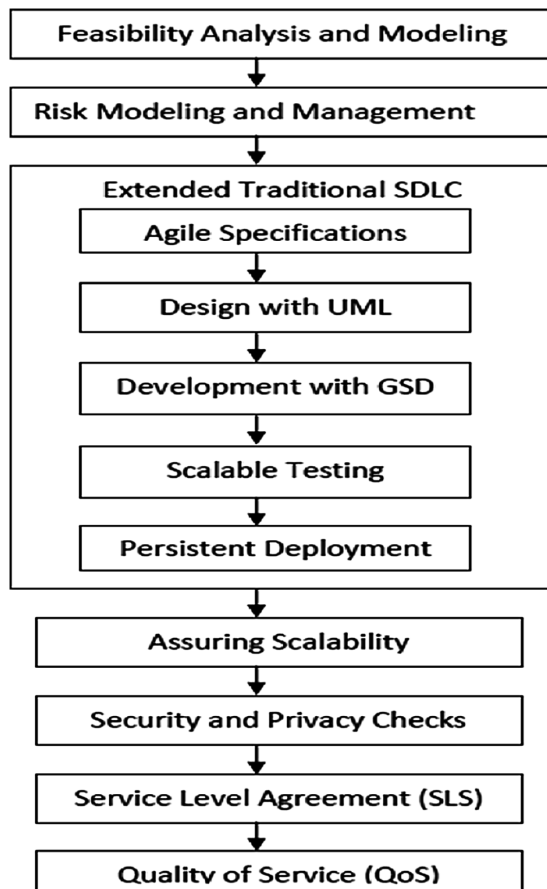 Feasibility Analysis and Modeling
Risk Modeling and Management
Extended Traditional SDLC
Agile Specifications
Design with UML
Development with GSD
Scalable Testing
Persistent Deployment
Assuring Scalability
Security and Privacy Checks
Service Level Agreement (SLS)
Quality of Service (QoS)